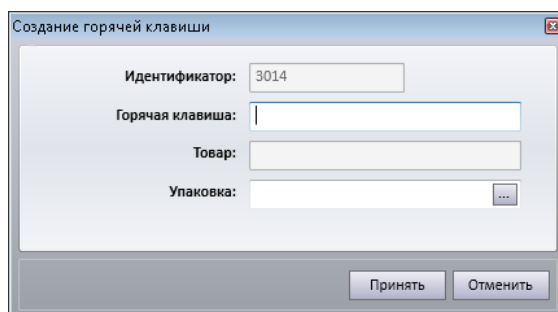 Создание горячей клавиши
Идентификатор: 3014
Горячая клавиша:
Товар:
Упаковка: ...
Принять Отменить